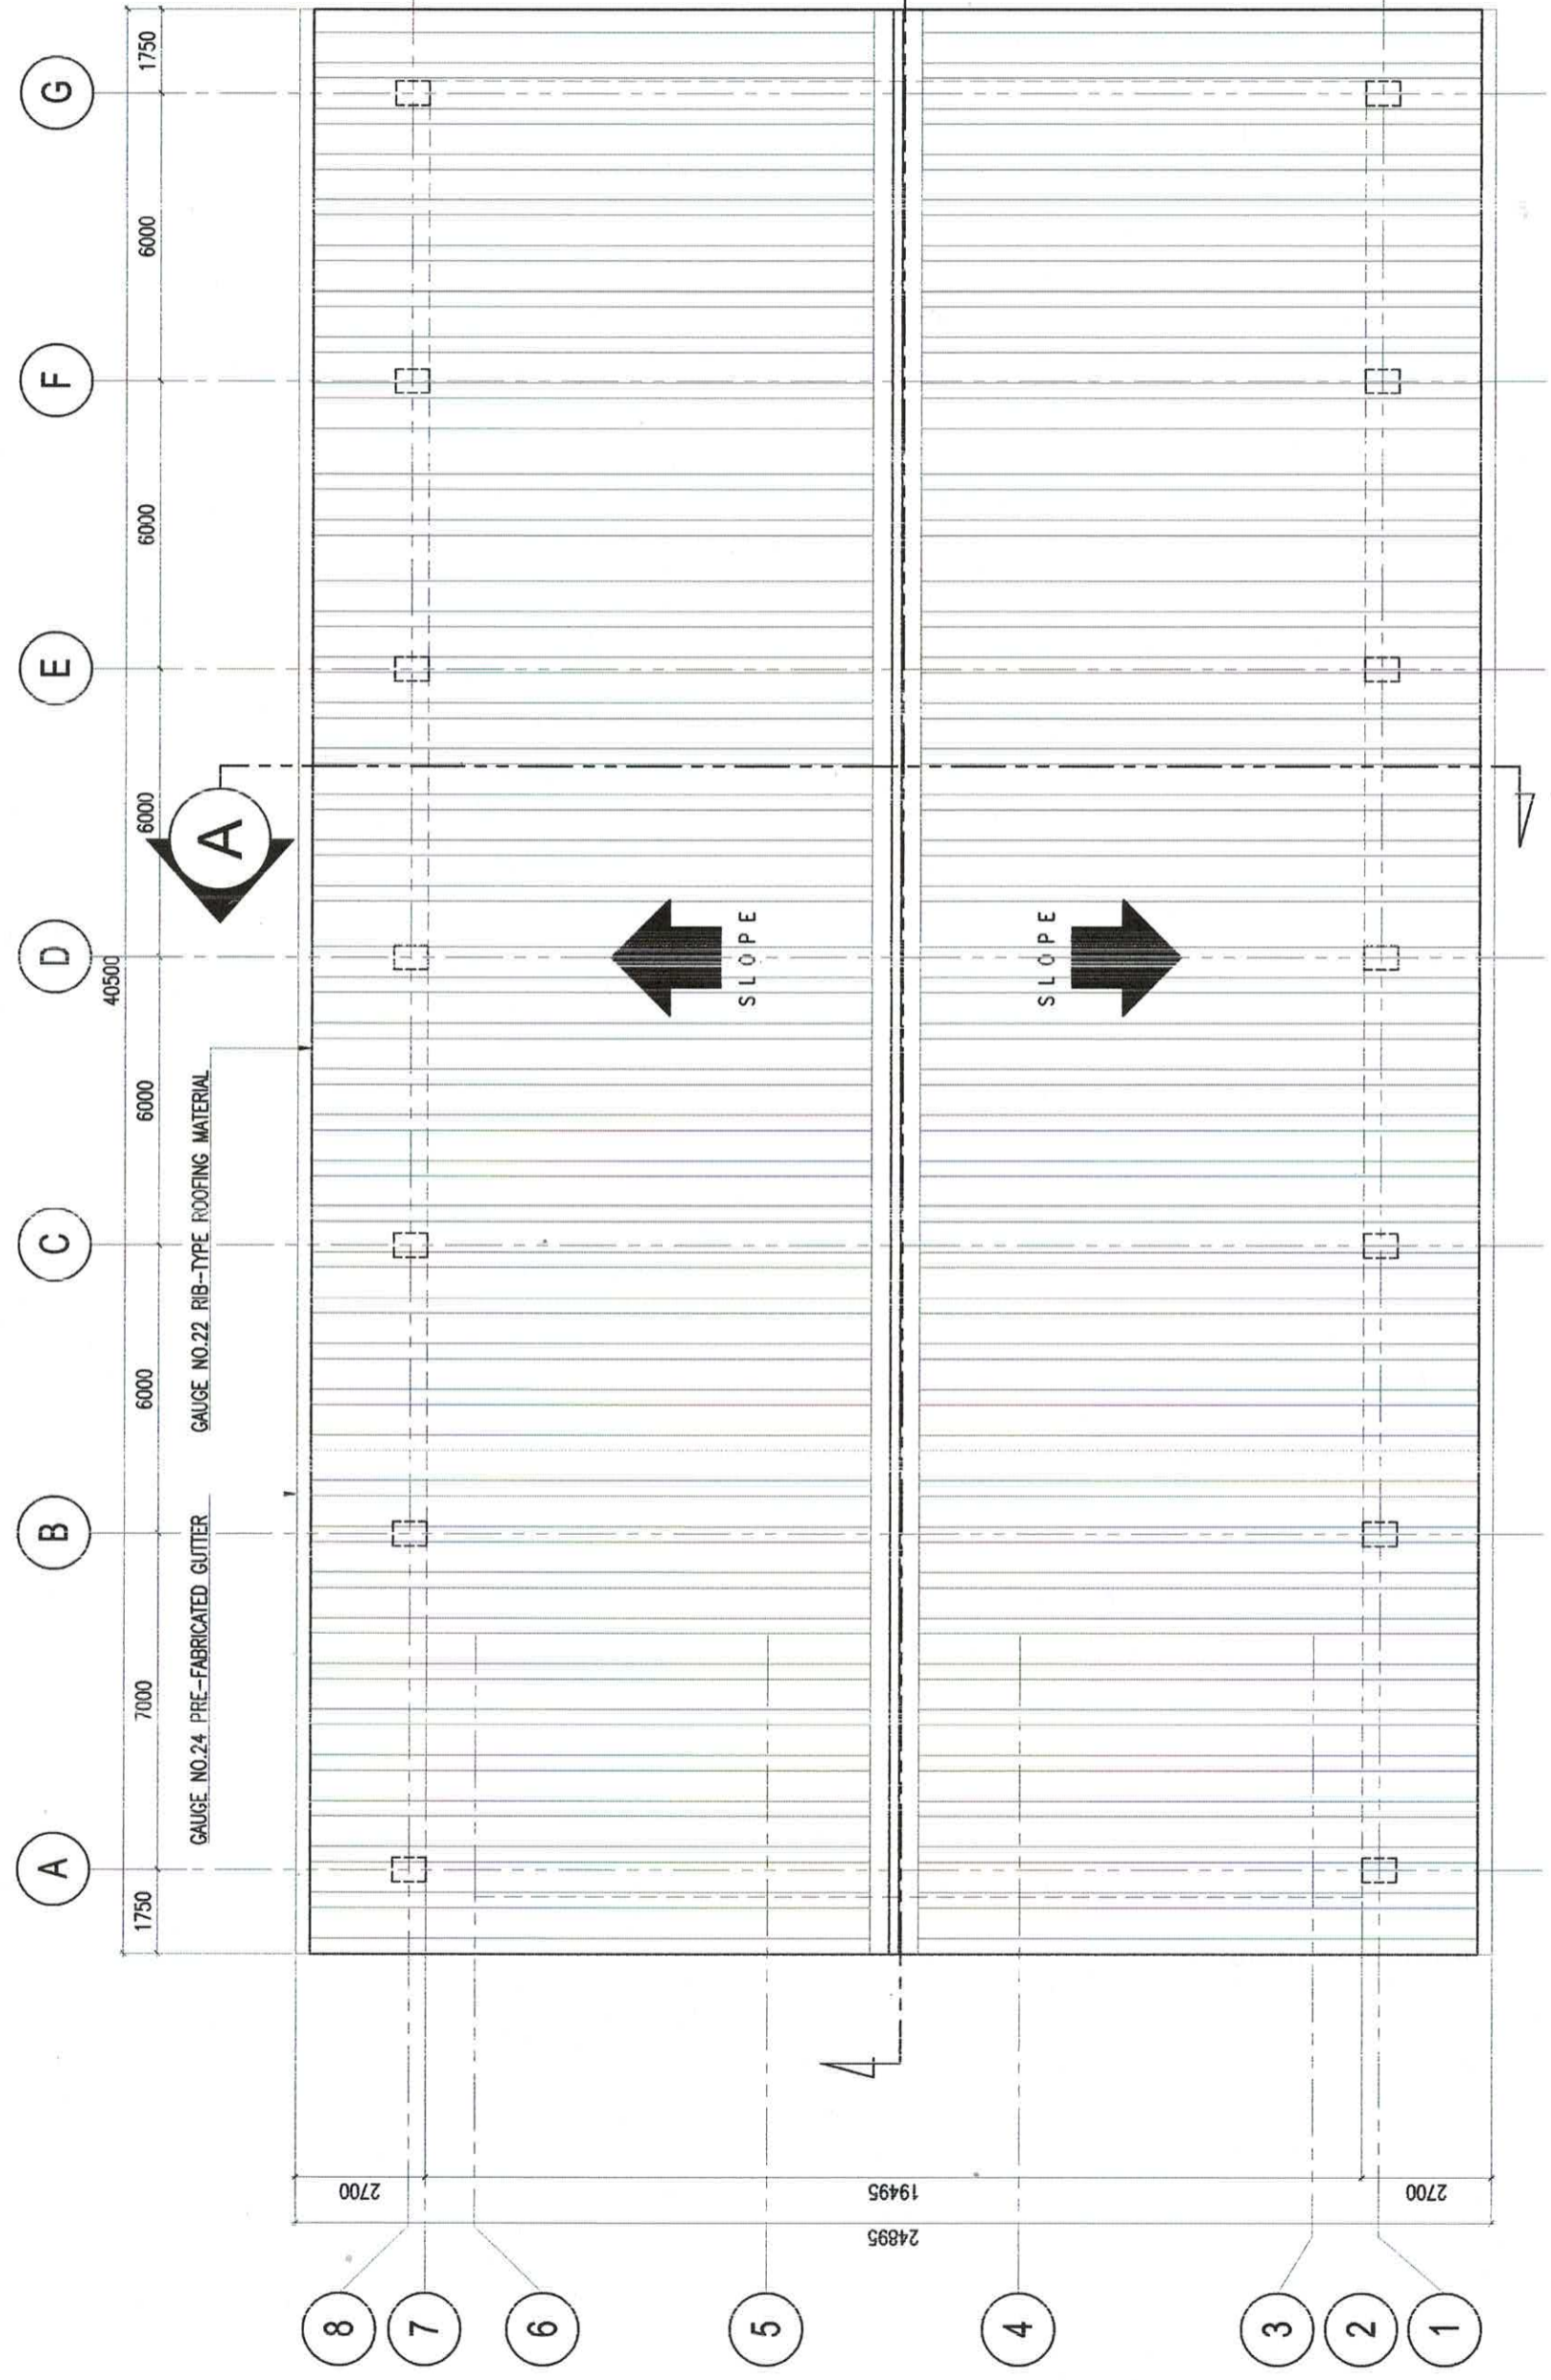 A
B
C
D
E
F
G
40500
1750
7000
6000
6000
6000
6000
6000
1750
GAUGE NO.24 PRE-FABRICATED GUTTER
GAUGE NO.22 RIB-TYPE ROOFING MATERIAL
A
SLOPE
SLOPE
2700
19495
2700
24895
8
7
6
5
4
3
2
1